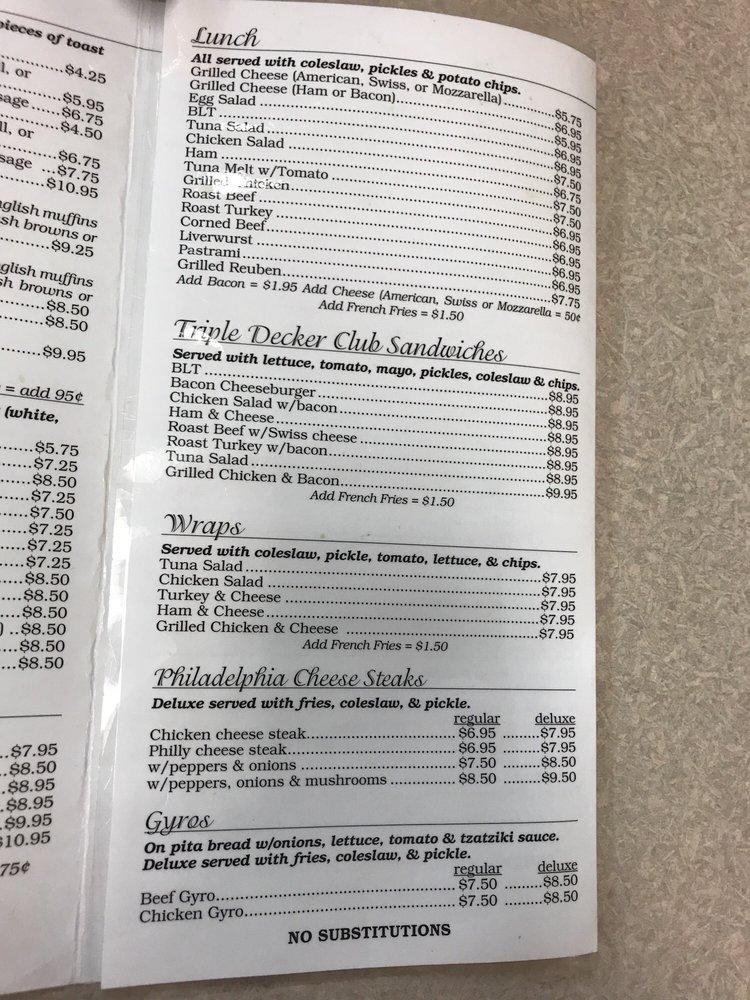 pieces of toast
$4.25
l, or
$5.95
sage.....$6.75
$4.50
ll, or
$6.75
sage ...$7.75
$10.95
nglish muffins
sh browns or
$9.25
glish muffins
sh browns or
$8.50
$8.50
$9.95
= add 95¢
(white,
$5.75
$7.25
$8.50
$7.25
$7.50
$7.25
$7.25
$7.25
$8.50
$8.50
$8.50
) ..$8.50
$8.50
$8.50
$7.95
$8.50
$8.95
$8.95
$9.95
$10.95
75¢
Lunch
All served with coleslaw, pickles & potato chips.
Grilled Cheese (American, Swiss, or Mozzarella) $5.75
Grilled Cheese (Ham or Bacon) $6.95
Egg Salad $5.95
BLT $6.95
Tuna Salad $6.95
Chicken Salad $7.50
Ham $6.75
Tuna Melt w/Tomato $7.50
Grilled Chicken $7.50
Roast Beef $6.95
Roast Turkey $6.95
Corned Beef $6.95
Liverwurst $6.95
Pastrami $6.95
Grilled Reuben $7.75
Add Bacon = $1.95 Add Cheese (American, Swiss or Mozzarella = 50¢
Add French Fries = $1.50
Triple Decker Club Sandwiches
Served with lettuce, tomato, mayo, pickles, coleslaw & chips.
BLT $8.95
Bacon Cheeseburger $8.95
Chicken Salad w/bacon $8.95
Ham & Cheese $8.95
Roast Beef w/Swiss cheese $8.95
Roast Turkey w/bacon $8.95
Tuna Salad $8.95
Grilled Chicken & Bacon $9.95
Add French Fries = $1.50
Wraps
Served with coleslaw, pickle, tomato, lettuce, & chips.
Tuna Salad $7.95
Chicken Salad $7.95
Turkey & Cheese $7.95
Ham & Cheese $7.95
Grilled Chicken & Cheese $7.95
Add French Fries = $1.50
Philadelphia Cheese Steaks
Deluxe served with fries, coleslaw, & pickle.
regular deluxe
Chicken cheese steak $6.95 $7.95
Philly cheese steak $6.95 $7.95
w/peppers & onions $7.50 $8.50
w/peppers, onions & mushrooms $8.50 $9.50
Gyros
On pita bread w/onions, lettuce, tomato & tzatziki sauce.
Deluxe served with fries, coleslaw, & pickle.
regular deluxe
Beef Gyro $7.50 $8.50
Chicken Gyro $7.50 $8.50
NO SUBSTITUTIONS